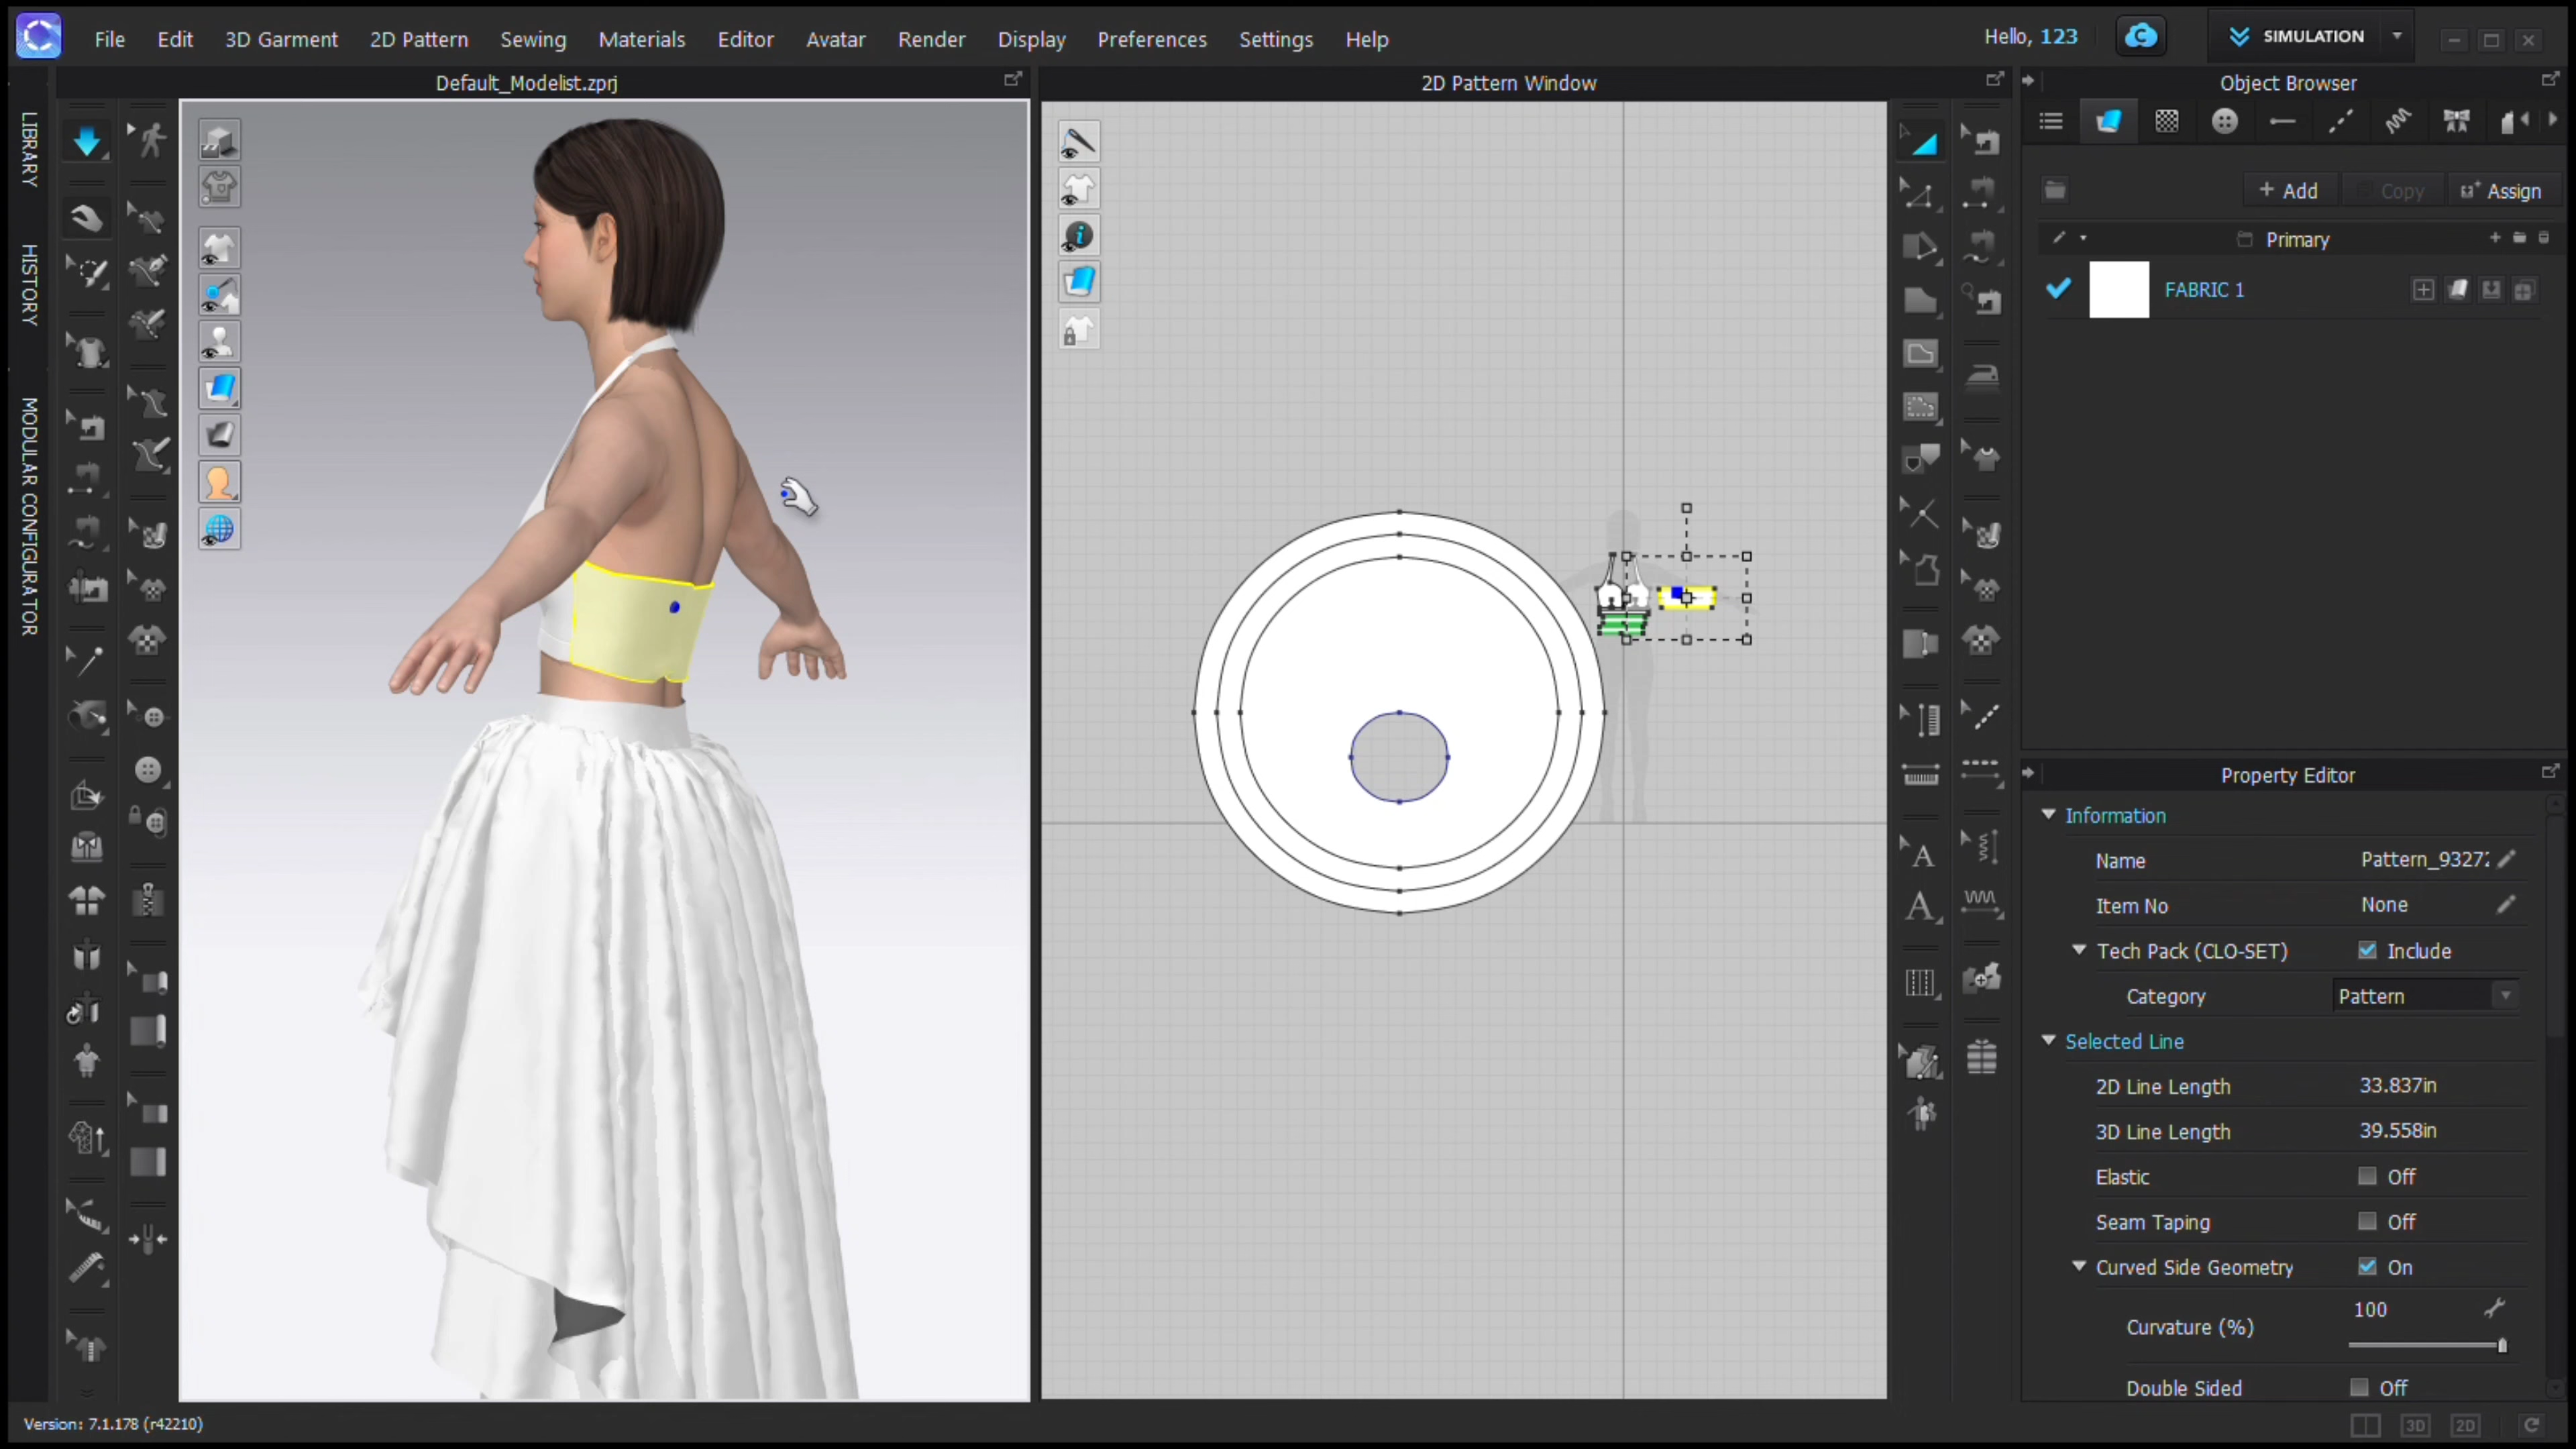 File Edit 3D Garment 2D Pattern Sewing Materials Editor Avatar Render Display Preferences Settings Help
Hello, 123
SIMULATION
Default_Modelist.zprj
2D Pattern Window
Object Browser
LIBRARY
HISTORY
MODULAR CONFIGURATOR
+ Add
Copy
Assign
Primary
FABRIC 1
Property Editor
Information
Name Pattern_9327
Item No None
Tech Pack (CLO-SET) Include
Category Pattern
Selected Line
2D Line Length 33.837in
3D Line Length 39.558in
Elastic Off
Seam Taping Off
Curved Side Geometry On
100
Curvature (%)
Double Sided Off
Version: 7.1.178 (r42210)
3D 2D